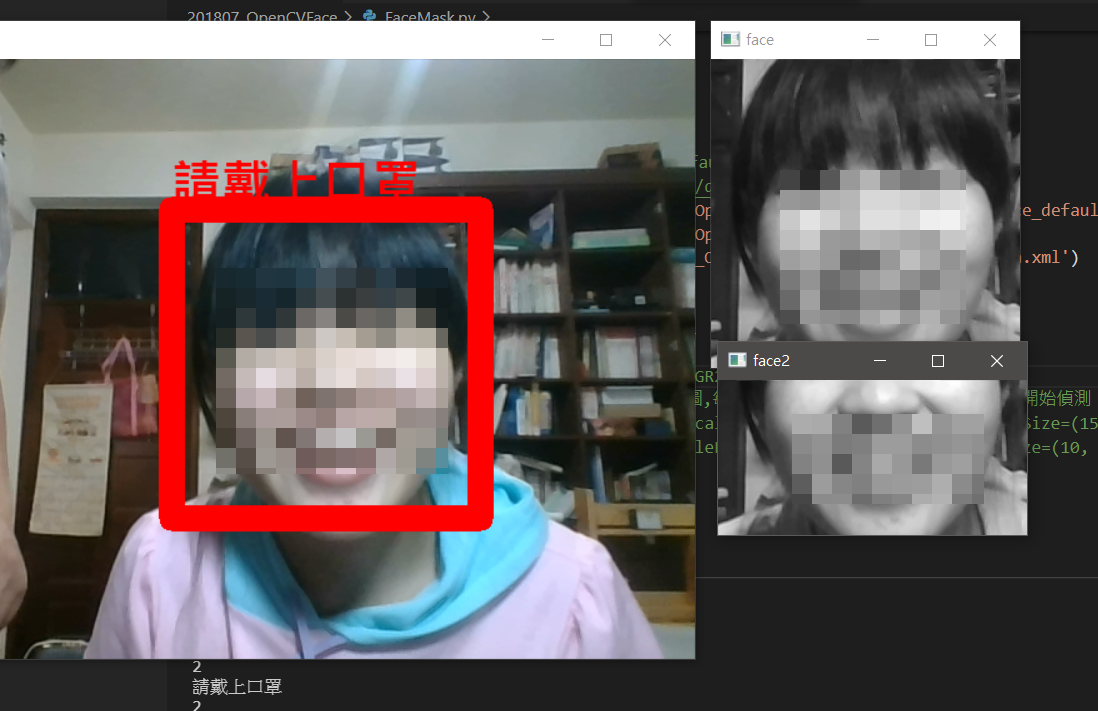 201807_OpenCVFace > FaceMask.py >
face
請戴上口罩
e_defaul
.xml')
face2
開始偵測
Size=(15
ze=(10,
2
請戴上口罩
2